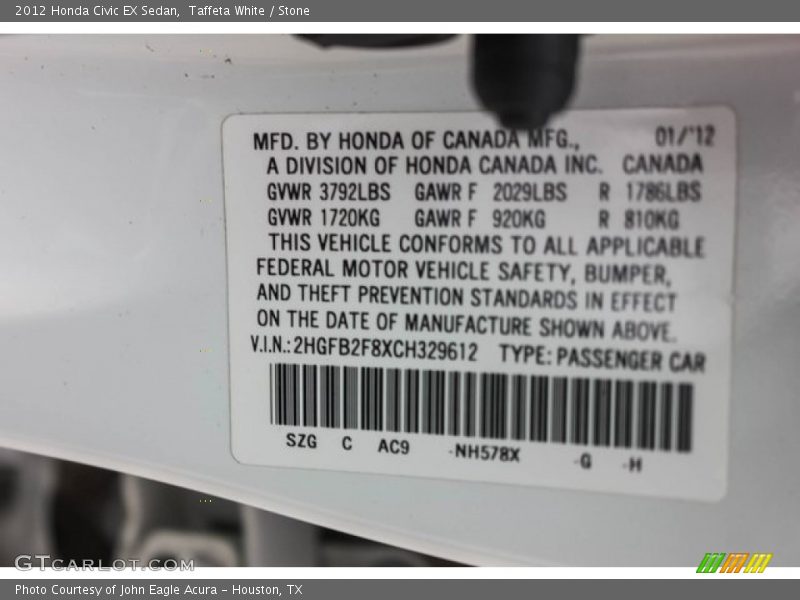 2012 Honda Civic EX Sedan,  Taffeta White / Stone
MFD. BY HONDA OF CANADA MFG., 01/'12
A DIVISION OF HONDA CANADA INC. CANADA
GVWR 3792LBS GAWR F 2029LBS R 1786LBS
GVWR 1720KG GAWR F 920KG R 810KG
THIS VEHICLE CONFORMS TO ALL APPLICABLE
FEDERAL MOTOR VEHICLE SAFETY, BUMPER,
AND THEFT PREVENTION STANDARDS IN EFFECT
ON THE DATE OF MANUFACTURE SHOWN ABOVE.
V.I.N.: 2HGFB2F8XCH329612 TYPE: PASSENGER CAR
SZG C AC9 -NH578X -G -H
GTCARLOT.COM
Photo Courtesy of John Eagle Acura - Houston, TX